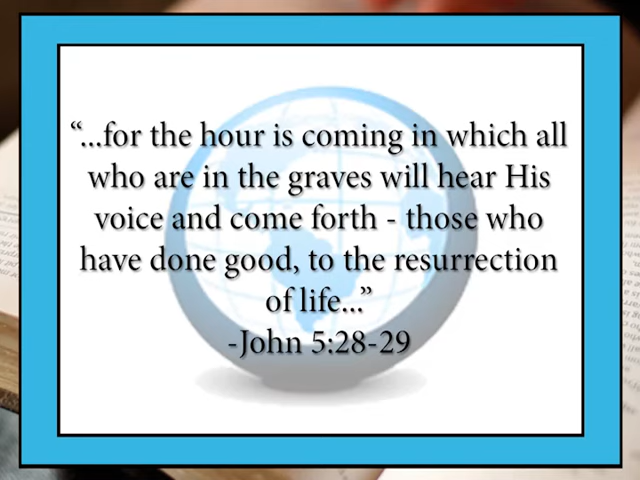 “...for the hour is coming in which all
who are in the graves will hear His
voice and come forth - those who
have done good, to the resurrection
of life...”
-John 5:28-29